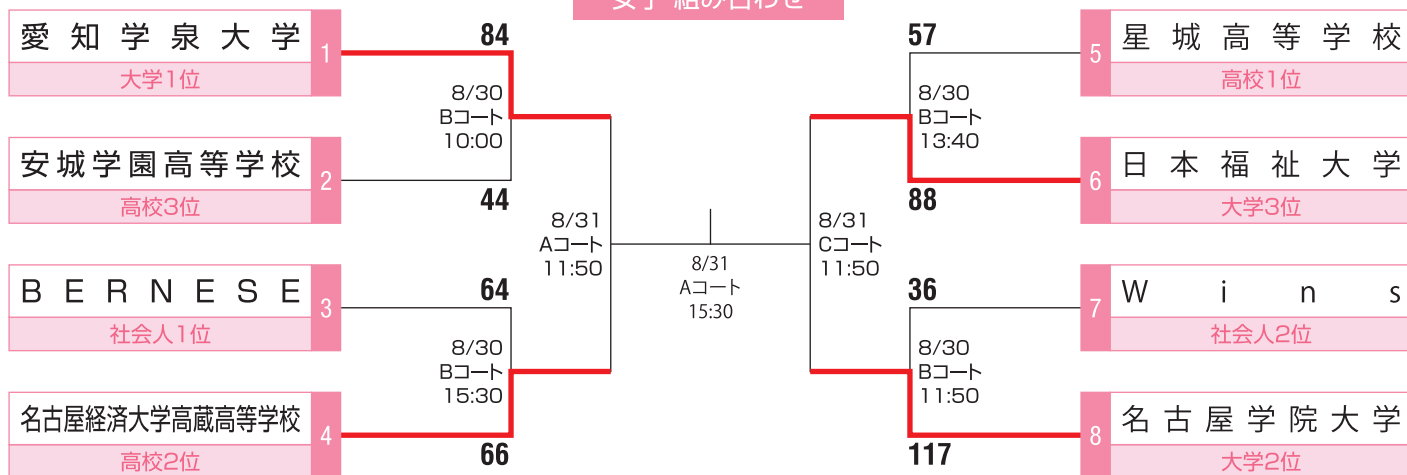 女子 組み合わせ
愛知学泉大学
大学1位
1
84
8/30
Bコート
10:00
安城学園高等学校
高校3位
2
44
8/31
Aコート
11:50
BERNESE
社会人1位
3
64
8/30
Bコート
15:30
名古屋経済大学高蔵高等学校
高校2位
4
66
8/31
Aコート
15:30
57
5
星城高等学校
高校1位
8/30
Bコート
13:40
88
6
日本福祉大学
大学3位
8/31
Cコート
11:50
36
7
Wins
社会人2位
8/30
Bコート
11:50
117
8
名古屋学院大学
大学2位